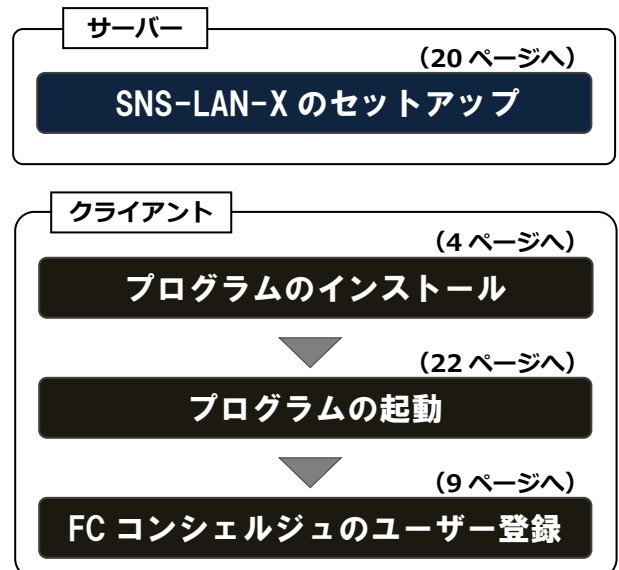 サーバー
（20 ページへ）
SNS-LAN-X のセットアップ
クライアント
（4 ページへ）
プログラムのインストール
（22 ページへ）
プログラムの起動
（9 ページへ）
FC コンシェルジュのユーザー登録